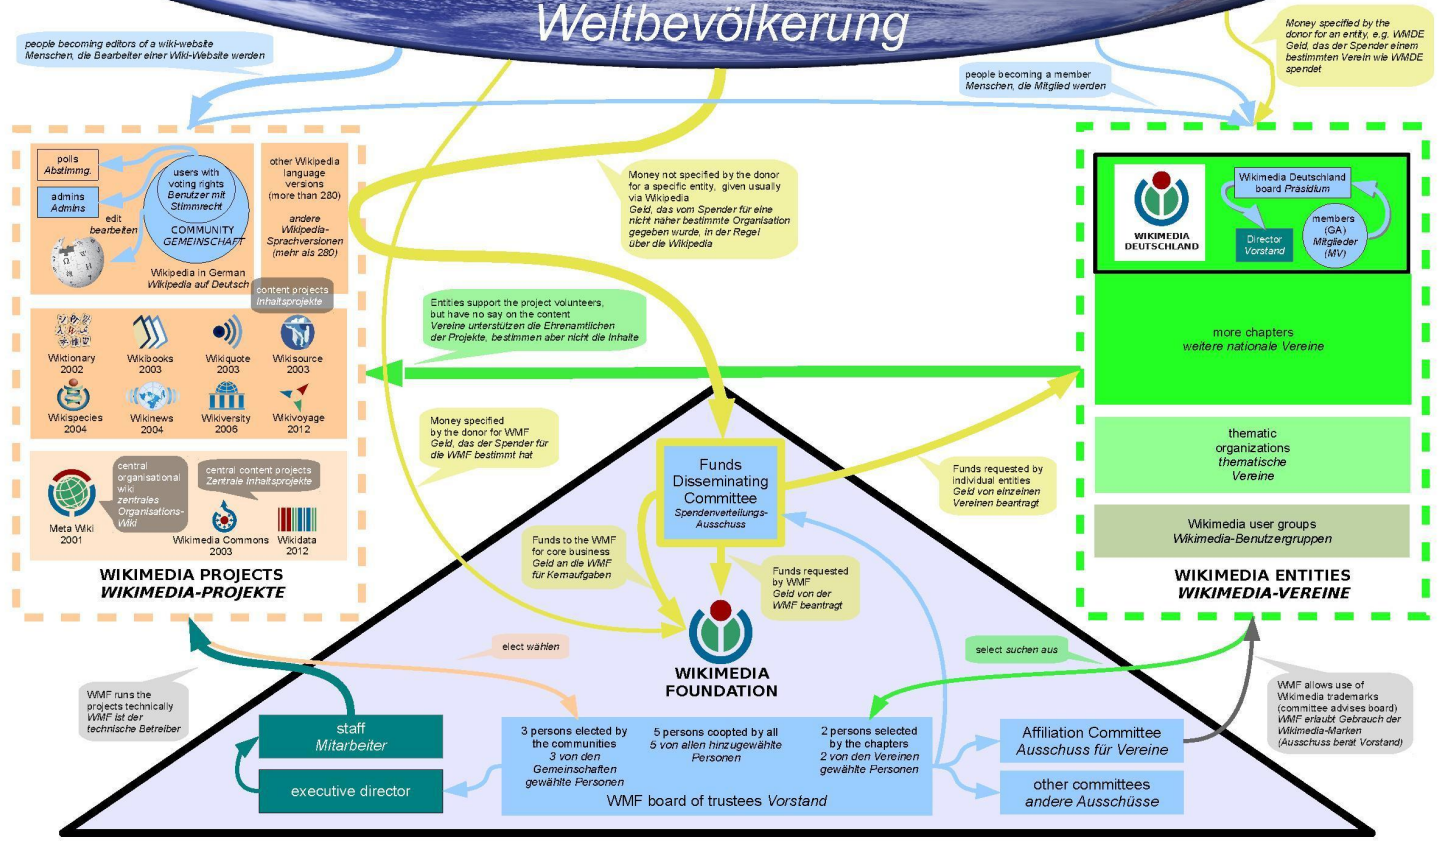 Weltbevölkerung
people becoming editors of a wiki-website
Menschen, die Bearbeiter einer Wiki-Website werden
people becoming a member
Menschen, die Mitglied werden
Money specified by the
donor for an entity, e.g. WMDE
Geld, das der Spender einem
bestimmten Verein wie WMDE
spendet
polls
Abstimmg.
admins
Admins
users with
voting rights
Benutzer mit
Stimmrecht
COMMUNITY
GEMEINSCHAFT
edit
bearbeiten
Wikipedia in German
Wikipedia auf Deutsch
other Wikipedia
language
versions
(more than 280)
andere
Wikipedia-
Sprachversionen
(mehr als 280)
content projects
Inhaltsprojekte
Wiktionary
2002
Wikibooks
2003
Wikiquote
2003
Wikisource
2003
Wikispecies
2004
Wikinews
2004
Wikiversity
2006
Wikivoyage
2012
Meta Wiki
2001
central
organisational
wiki
zentrales
Organisations-
Wiki
central content projects
Zentrale Inhaltsprojekte
Wikimedia Commons
2003
Wikidata
2012
WIKIMEDIA PROJECTS
WIKIMEDIA-PROJEKTE
Money not specified by the donor
for a specific entity, given usually
via Wikipedia
Geld, das vom Spender für eine
nicht näher bestimmte Organisation
gegeben wurde, in der Regel
über die Wikipedia
Entities support the project volunteers,
but have no say on the content
Vereine unterstützen die Ehrenamtlichen
der Projekte, bestimmen aber nicht die Inhalte
Money specified
by the donor for WMF
Geld, das der Spender für
die WMF bestimmt hat
Funds
Disseminating
Committee
Spendenverteilungs-
Ausschuss
Funds requested by
individual entities
Geld von einzelnen
Vereinen beantragt
Funds to the WMF
for core business
Geld an die WMF
für Kernaufgaben
Funds requested
by WMF
Geld von der
WMF beantragt
WIKIMEDIA
FOUNDATION
WIKIMEDIA
DEUTSCHLAND
Wikimedia Deutschland
board Präsidium
Director
Vorstand
members
(GA)
Mitglieder
(MV)
more chapters
weitere nationale Vereine
thematic
organizations
thematische
Vereine
Wikimedia user groups
Wikimedia-Benutzergruppen
WIKIMEDIA ENTITIES
WIKIMEDIA-VEREINE
elect wählen
select suchen aus
WMF runs the
projects technically
WMF ist der
technische Betreiber
WMF allows use of
Wikimedia trademarks
(committee advises board)
WMF erlaubt Gebrauch der
Wikimedia-Marken
(Ausschuss berat Vorstand)
staff
Mitarbeiter
executive director
3 persons elected by
the communities
3 von den
Gemeinschaften
gewählte Personen
5 persons coopted by all
5 von allen hinzugewählte
Personen
2 persons selected
by the chapters
2 von den Vereinen
gewählte Personen
WMF board of trustees Vorstand
Affiliation Committee
Ausschuss für Vereine
other committees
andere Ausschüsse